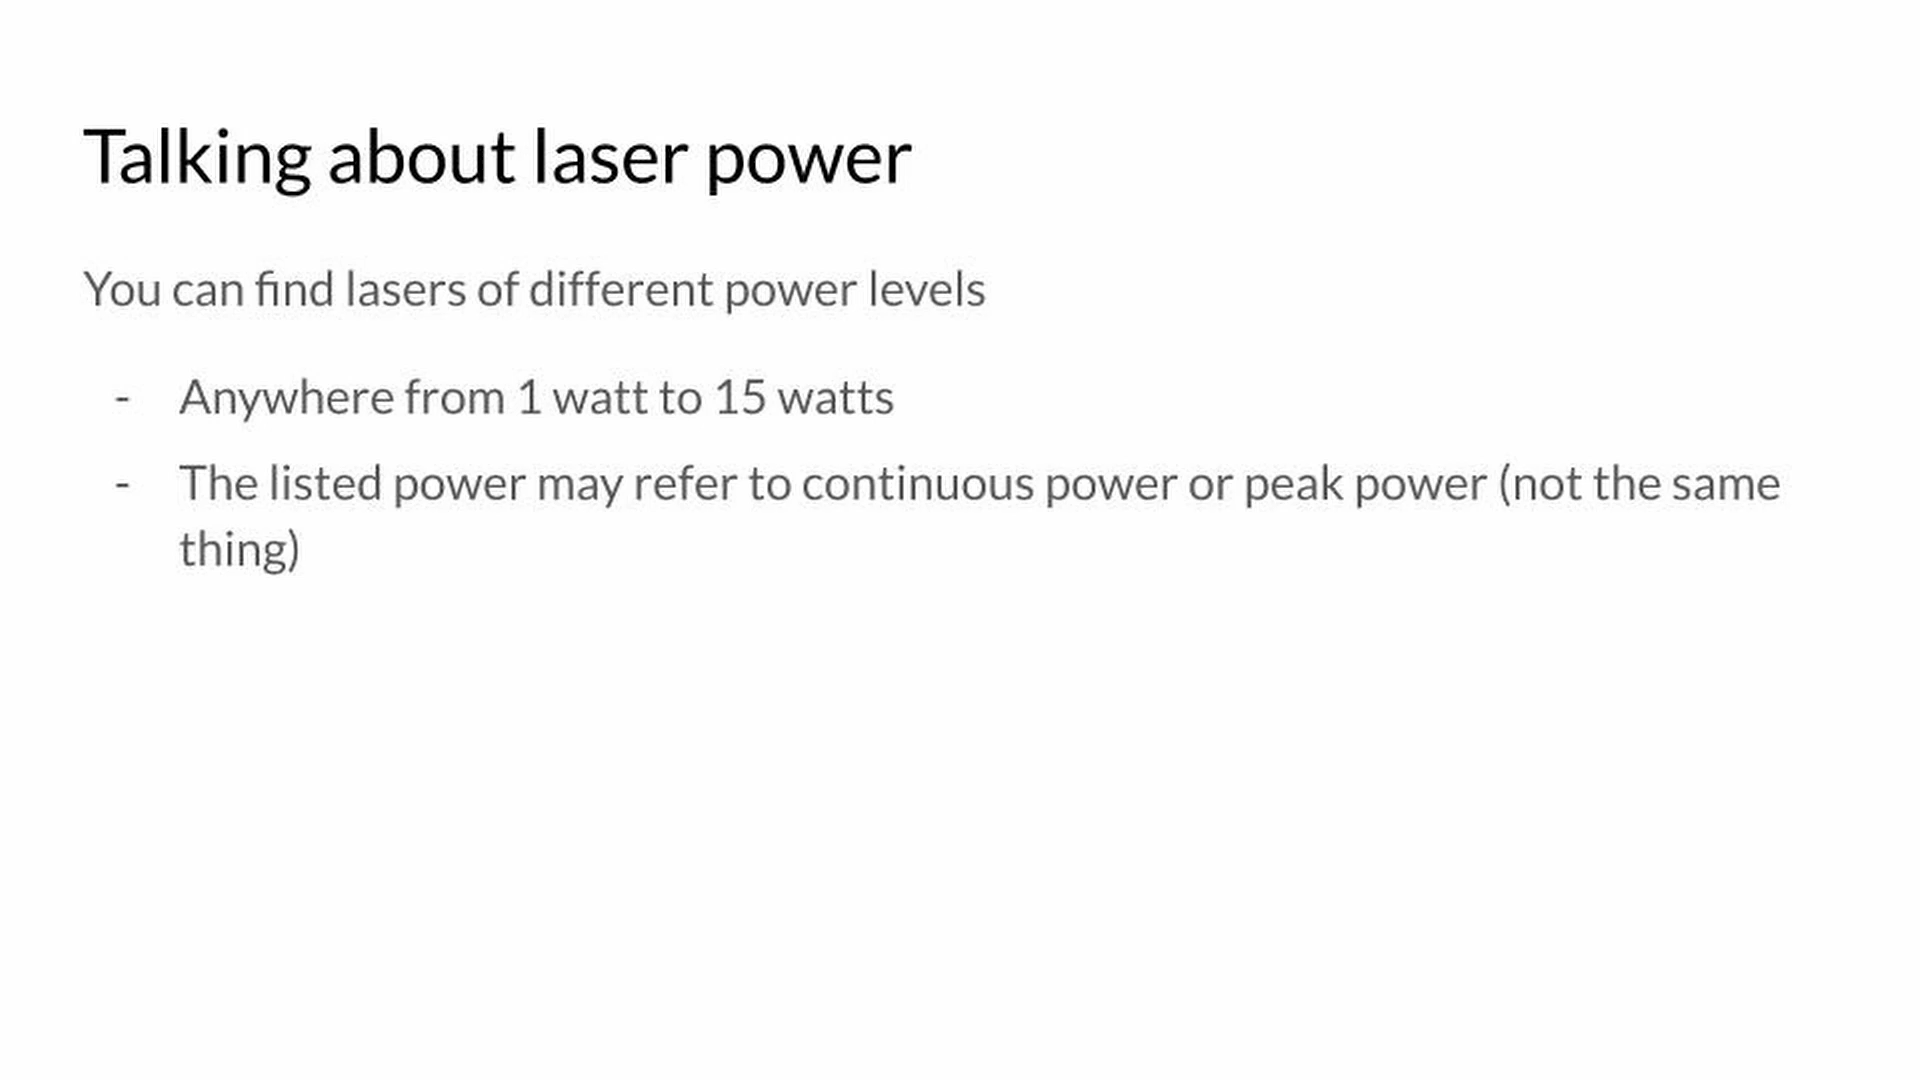 Talking about laser power
You can find lasers of different power levels
- Anywhere from 1 watt to 15 watts
- The listed power may refer to continuous power or peak power (not the same
thing)